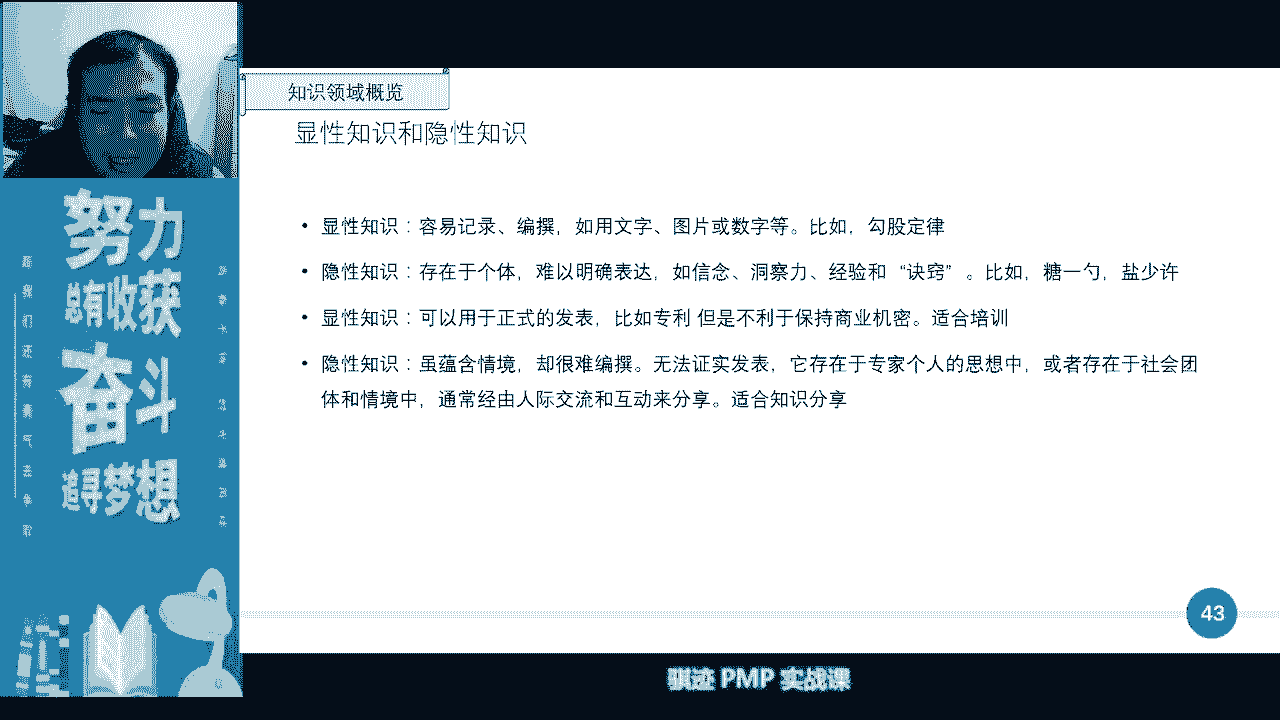 知识领域概览
显性知识和隐性知识
• 显性知识：容易记录、编撰，如用文字、图片或数字等。比如，勾股定律
• 隐性知识：存在于个体，难以明确表达，如信念、洞察力、经验和“诀窍”。比如，糖一勺，盐少许
• 显性知识：可以用于正式的发表，比如专利 但是不利于保持商业机密。适合培训
• 隐性知识：虽蕴含情境，却很难编撰。无法证实发表，它存在于专家个人的思想中，或者存在于社会团
体和情境中，通常经由人际交流和互动来分享。适合知识分享
努力
总有收获
奋斗
追寻梦想
43
骐迹 PMP 实战课